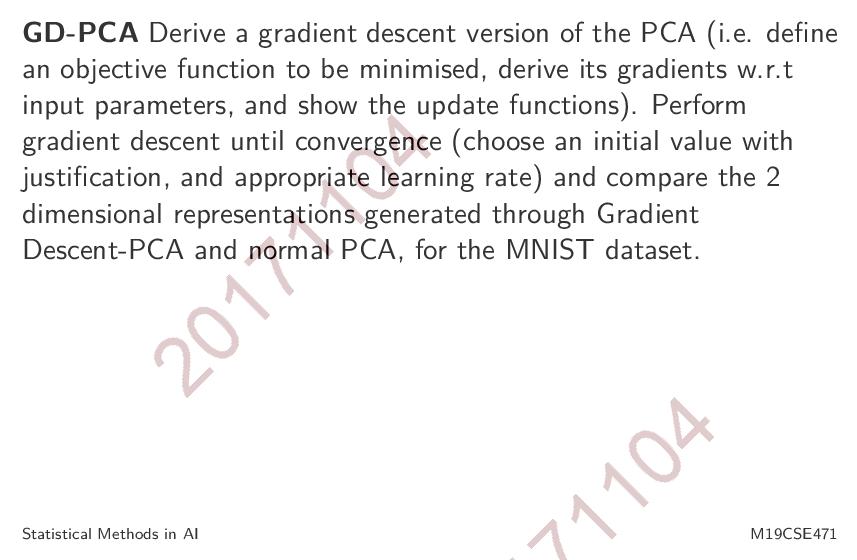 GD-PCA Derive a gradient descent version of the PCA (i.e. define
an objective function to be minimised, derive its gradients w.r.t
input parameters, and show the update functions). Perform
gradient descent until convergence (choose an initial value with
justification, and appropriate learning rate) and compare the 2
dimensional representations generated through Gradient
Descent-PCA and normal PCA, for the MNIST dataset.
20171104
71104
Statistical Methods in AI
M19CSE471